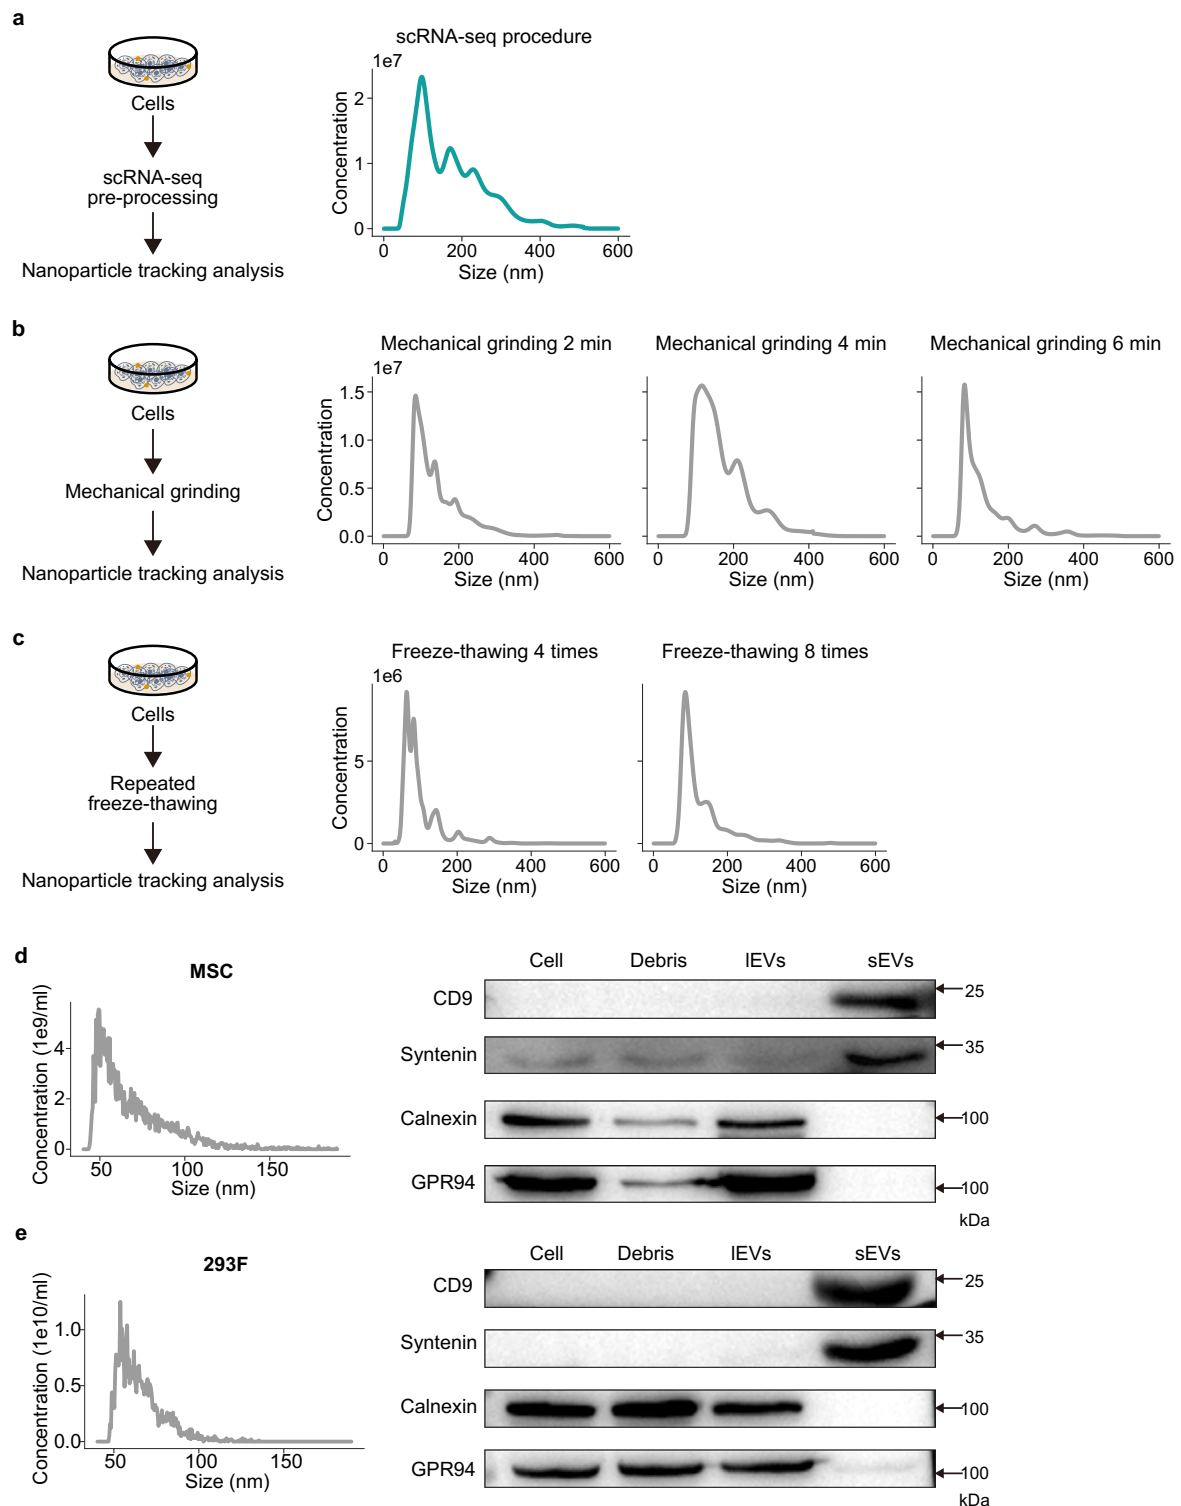 a
scRNA-seq procedure
1e7
Cells
scRNA-seq
pre-processing
Nanoparticle tracking analysis
Concentration
2
1
0
0 200 400 600
Size (nm)
b
Mechanical grinding 2 min
Mechanical grinding 4 min
Mechanical grinding 6 min
1e7
Cells
Mechanical grinding
Nanoparticle tracking analysis
Concentration
1.5
1.0
0.5
0.0
0 200 400 600
Size (nm)
0 200 400 600
Size (nm)
0 200 400 600
Size (nm)
c
Freeze-thawing 4 times
Freeze-thawing 8 times
1e6
Cells
Repeated
freeze-thawing
Nanoparticle tracking analysis
Concentration
5
0
0 200 400 600
Size (nm)
0 200 400 600
Size (nm)
d
MSC
Concentration (1e9/ml)
4
2
0
50 100 150
Size (nm)
Cell Debris lEVs sEVs
CD9 25
Syntenin 35
Calnexin 100
GPR94 100
kDa
e
293F
Concentration (1e10/ml)
1.0
0.5
0.0
50 100 150
Size (nm)
Cell Debris lEVs sEVs
CD9 25
Syntenin 35
Calnexin 100
GPR94 100
kDa